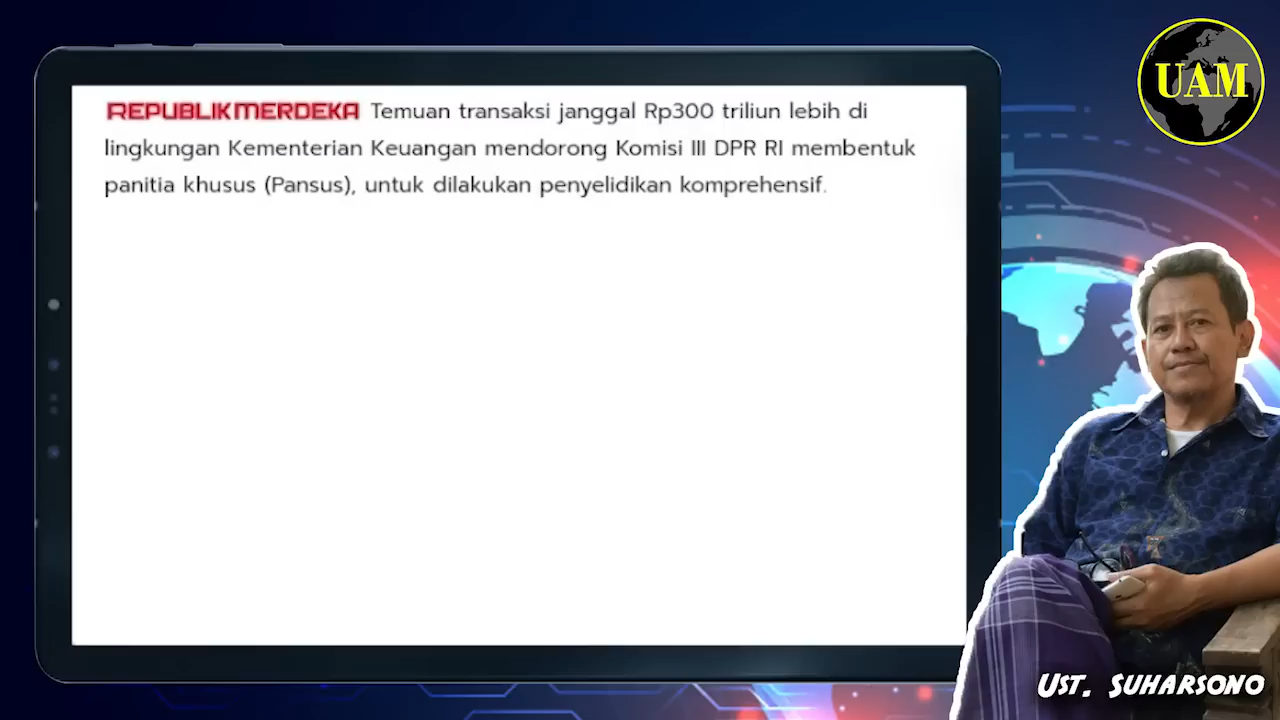 REPUBLIKMERDEKA Temuan transaksi janggal Rp300 triliun lebih di
lingkungan Kementerian Keuangan mendorong Komisi III DPR RI membentuk
panitia khusus (Pansus), untuk dilakukan penyelidikan komprehensif.
UAM
UST. SUHARSONO